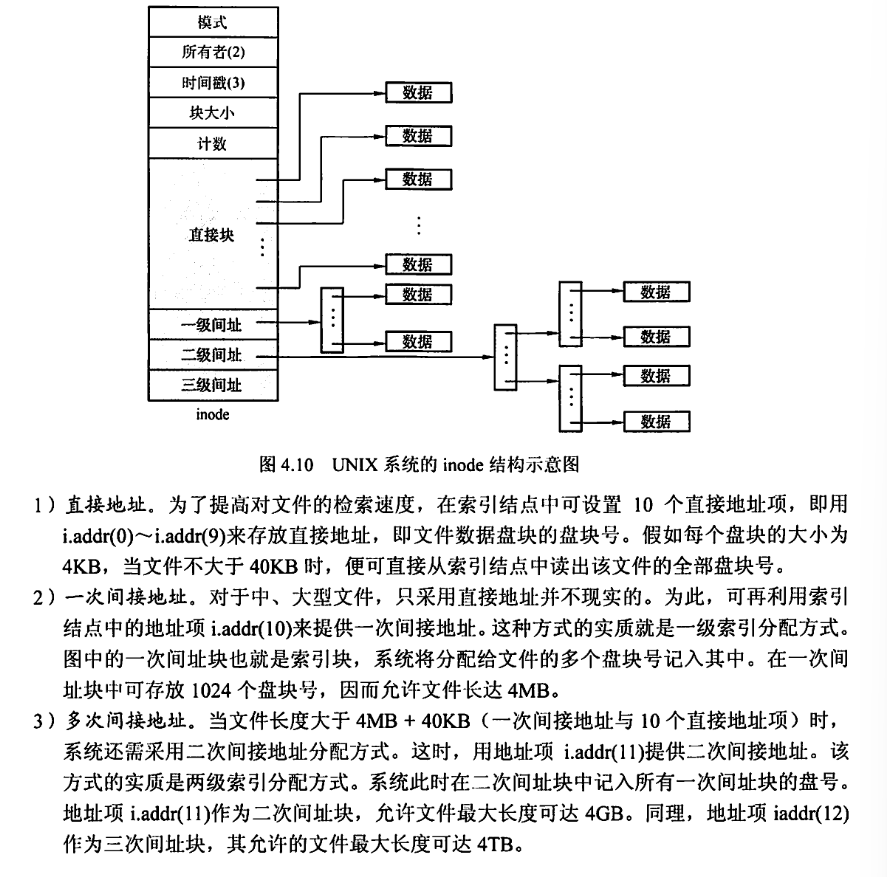 模式
所有者(2)
时间戳(3)
块大小
计数
直接块
一级间址
二级间址
三级间址
inode
数据
数据
数据
数据
数据
数据
数据
数据
数据
数据
图 4.10 UNIX 系统的 inode 结构示意图
1）直接地址。为了提高对文件的检索速度，在索引结点中可设置 10 个直接地址项，即用
i.addr(0)～i.addr(9)来存放直接地址，即文件数据盘块的盘块号。假如每个盘块的大小为
4KB，当文件不大于 40KB 时，便可直接从索引结点中读出该文件的全部盘块号。
2）一次间接地址。对于中、大型文件，只采用直接地址并不现实的。为此，可再利用索引
结点中的地址项 i.addr(10)来提供一次间接地址。这种方式的实质就是一级索引分配方式。
图中的一次间址块也就是索引块，系统将分配给文件的多个盘块号记入其中。在一次间
址块中可存放 1024 个盘块号，因而允许文件长达 4MB。
3）多次间接地址。当文件长度大于 4MB + 40KB（一次间接地址与 10 个直接地址项）时，
系统还需采用二次间接地址分配方式。这时，用地址项 i.addr(11)提供二次间接地址。该
方式的实质是两级索引分配方式。系统此时在二次间址块中记入所有一次间址块的盘号。
地址项 i.addr(11)作为二次间址块，允许文件最大长度可达 4GB。同理，地址项 iaddr(12)
作为三次间址块，其允许的文件最大长度可达 4TB。